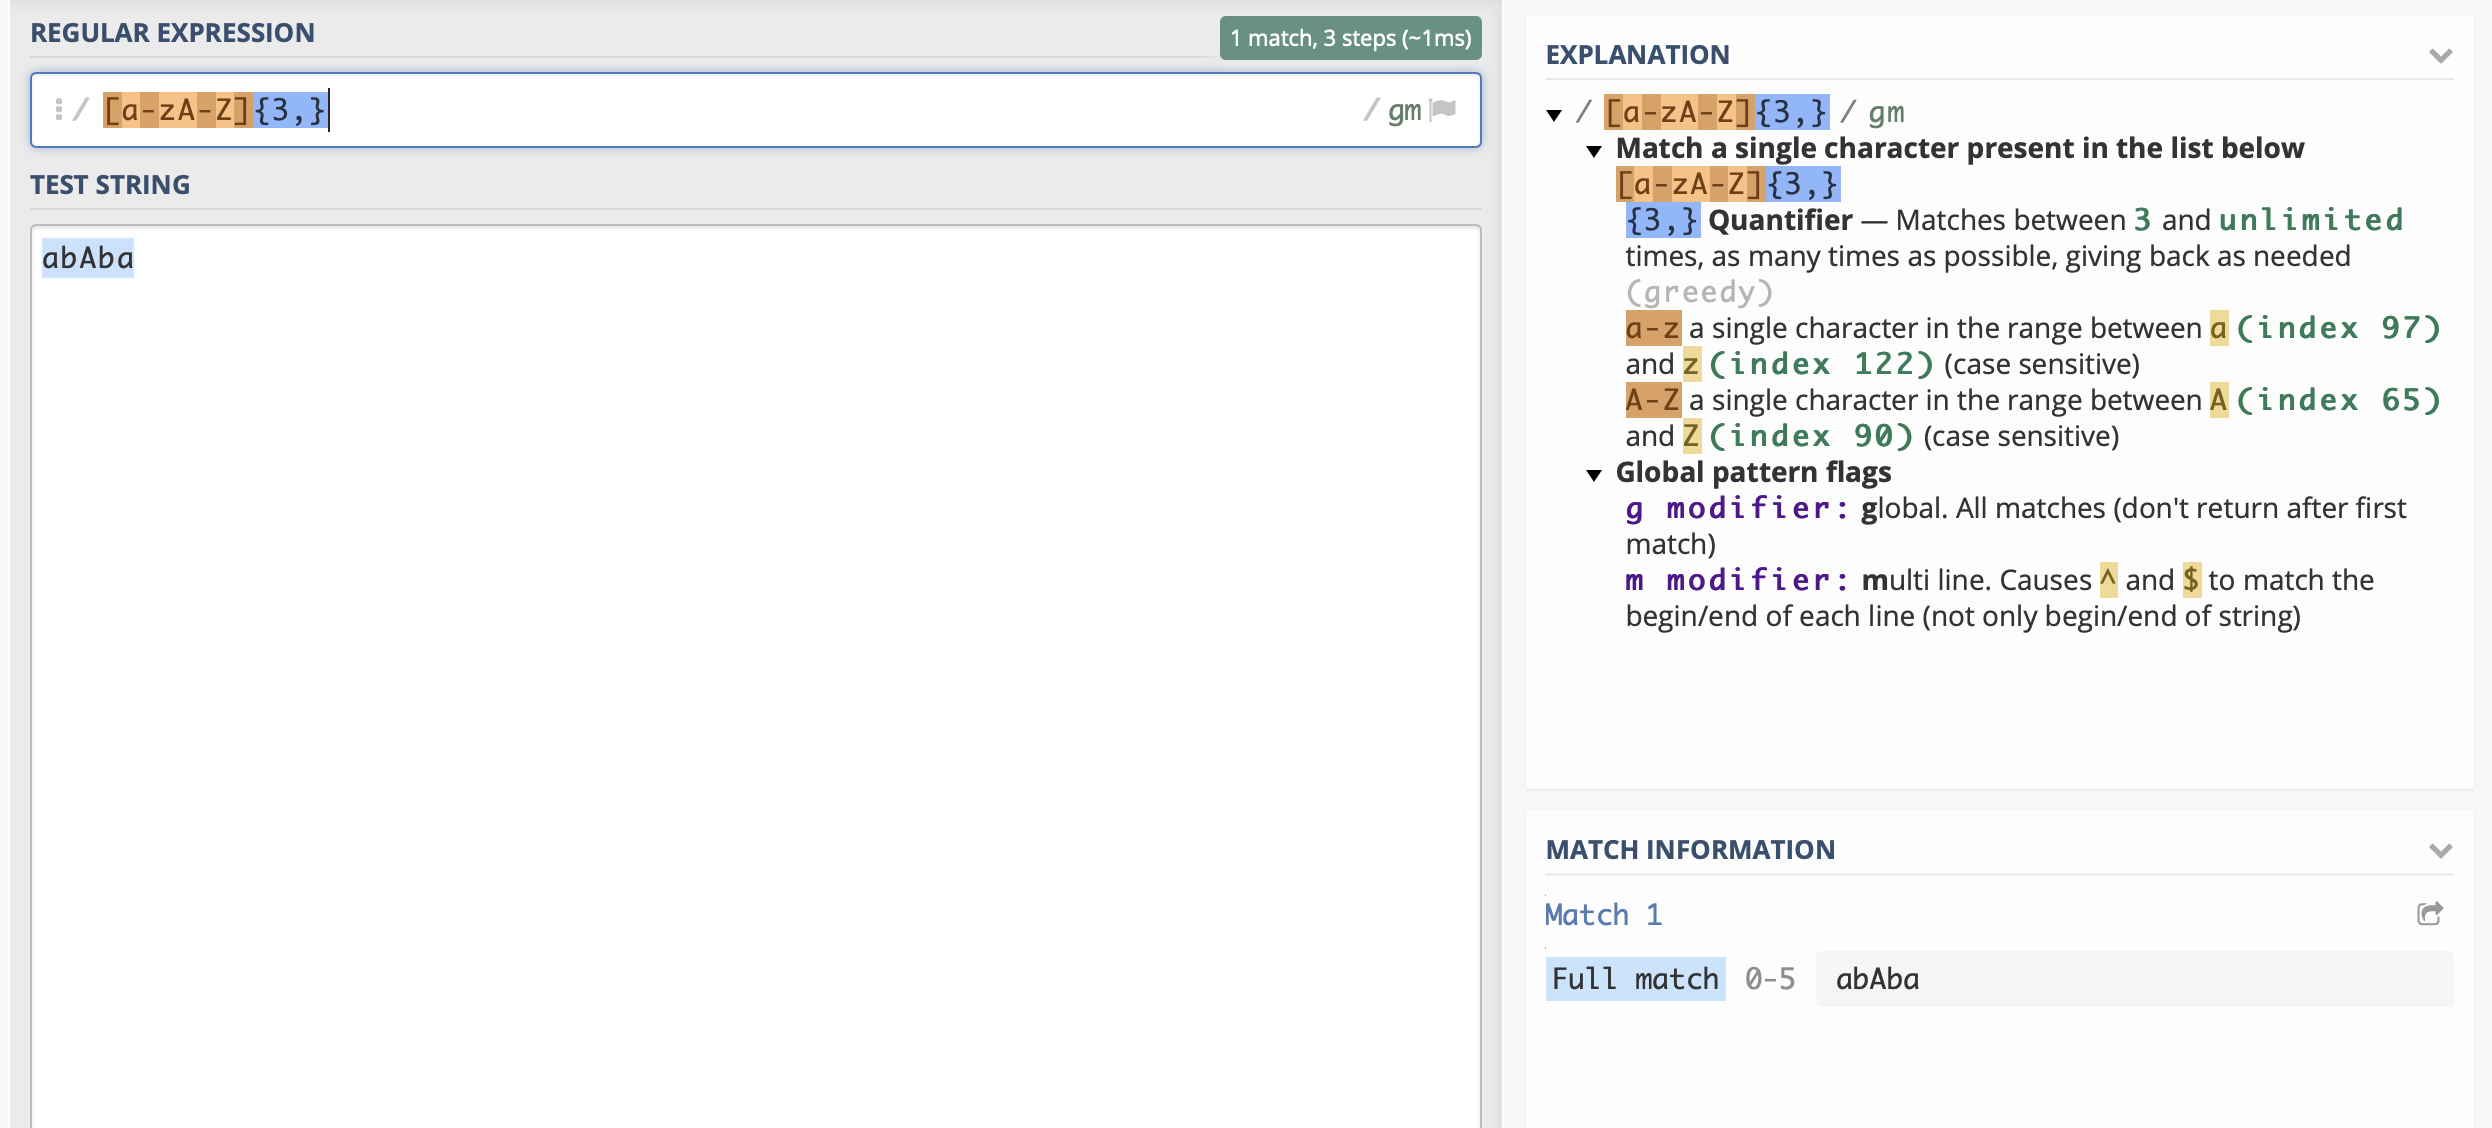 REGULAR EXPRESSION
1 match, 3 steps (~1ms)
/ [a-zA-Z]{3,} / gm
TEST STRING
abAba
EXPLANATION
/ [a-zA-Z]{3,} / gm
Match a single character present in the list below
[a-zA-Z]{3,}
{3,} Quantifier — Matches between 3 and unlimited
times, as many times as possible, giving back as needed
(greedy)
a-z a single character in the range between a (index 97)
and z (index 122) (case sensitive)
A-Z a single character in the range between A (index 65)
and Z (index 90) (case sensitive)
Global pattern flags
g modifier: global. All matches (don't return after first
match)
m modifier: multi line. Causes ^ and $ to match the
begin/end of each line (not only begin/end of string)
MATCH INFORMATION
Match 1
Full match 0-5 abAba